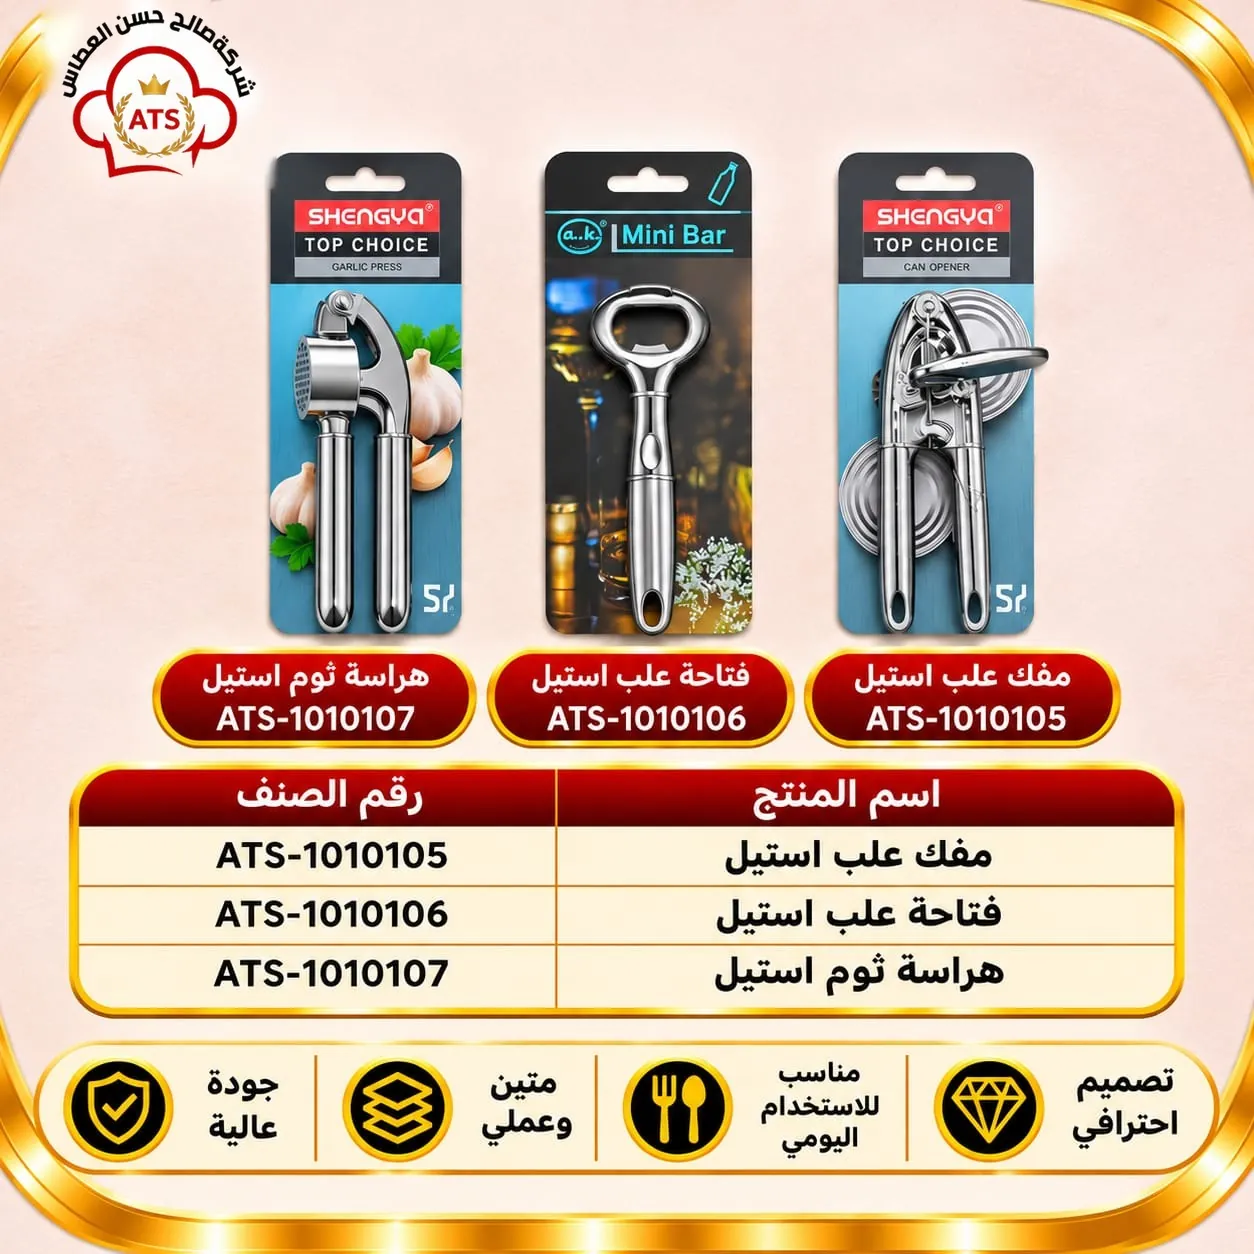 شركة صالح حسن العطاس
ATS
SHENGYA®
TOP CHOICE
GARLIC PRESS
a..k.®
Mini Bar
SHENGYA®
TOP CHOICE
CAN OPENER
SY
SY
مفك علب استيل
ATS-1010105
فتاحة علب استيل
ATS-1010106
هراسة ثوم استيل
ATS-1010107
اسم المنتج رقم الصنف
مفك علب استيل ATS-1010105
فتاحة علب استيل ATS-1010106
هراسة ثوم استيل ATS-1010107
تصميم
احترافي
مناسب
للاستخدام
اليومي
متين
وعملي
جودة
عالية